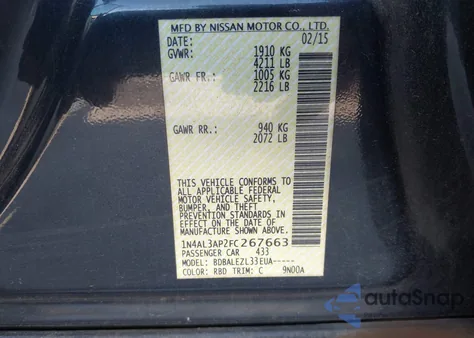 MFD BY NISSAN MOTOR CO., LTD.
DATE: 02/15
GVWR: 1910 KG
4211 LB
GAWR FR: 1005 KG
2216 LB
GAWR RR: 940 KG
2072 LB
THIS VEHICLE CONFORMS TO
ALL APPLICABLE FEDERAL
MOTOR VEHICLE SAFETY,
BUMPER, AND THEFT
PREVENTION STANDARDS IN
EFFECT ON THE DATE OF
MANUFACTURE SHOWN ABOVE.
1N4AL3AP2FC267663
PASSENGER CAR 433
MODEL: BDBALEZL33EUA-----
COLOR: RBD TRIM: C 9N00A
autoSnap